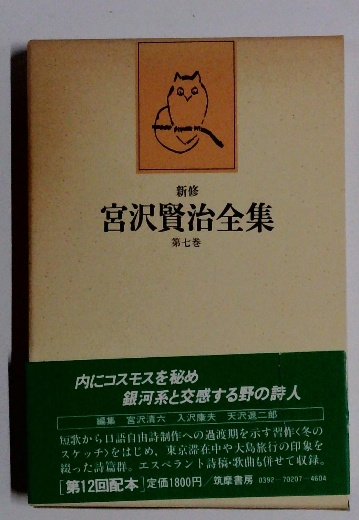 新修
宮沢賢治全集
第七巻
内にコスモスを秘め
銀河系と交感する野の詩人
編集 宮沢清六 入沢康夫 天沢退二郎
短歌から口語自由詩制作への過渡期を示す習作〈冬の
スケッチ〉をはじめ、東京滞在中や大島旅行の印象を
綴った詩篇群。エスペラント詩稿・歌曲も併せて収録。
[第12回配本] 定価1800円/筑摩書房 0392-70207-4604